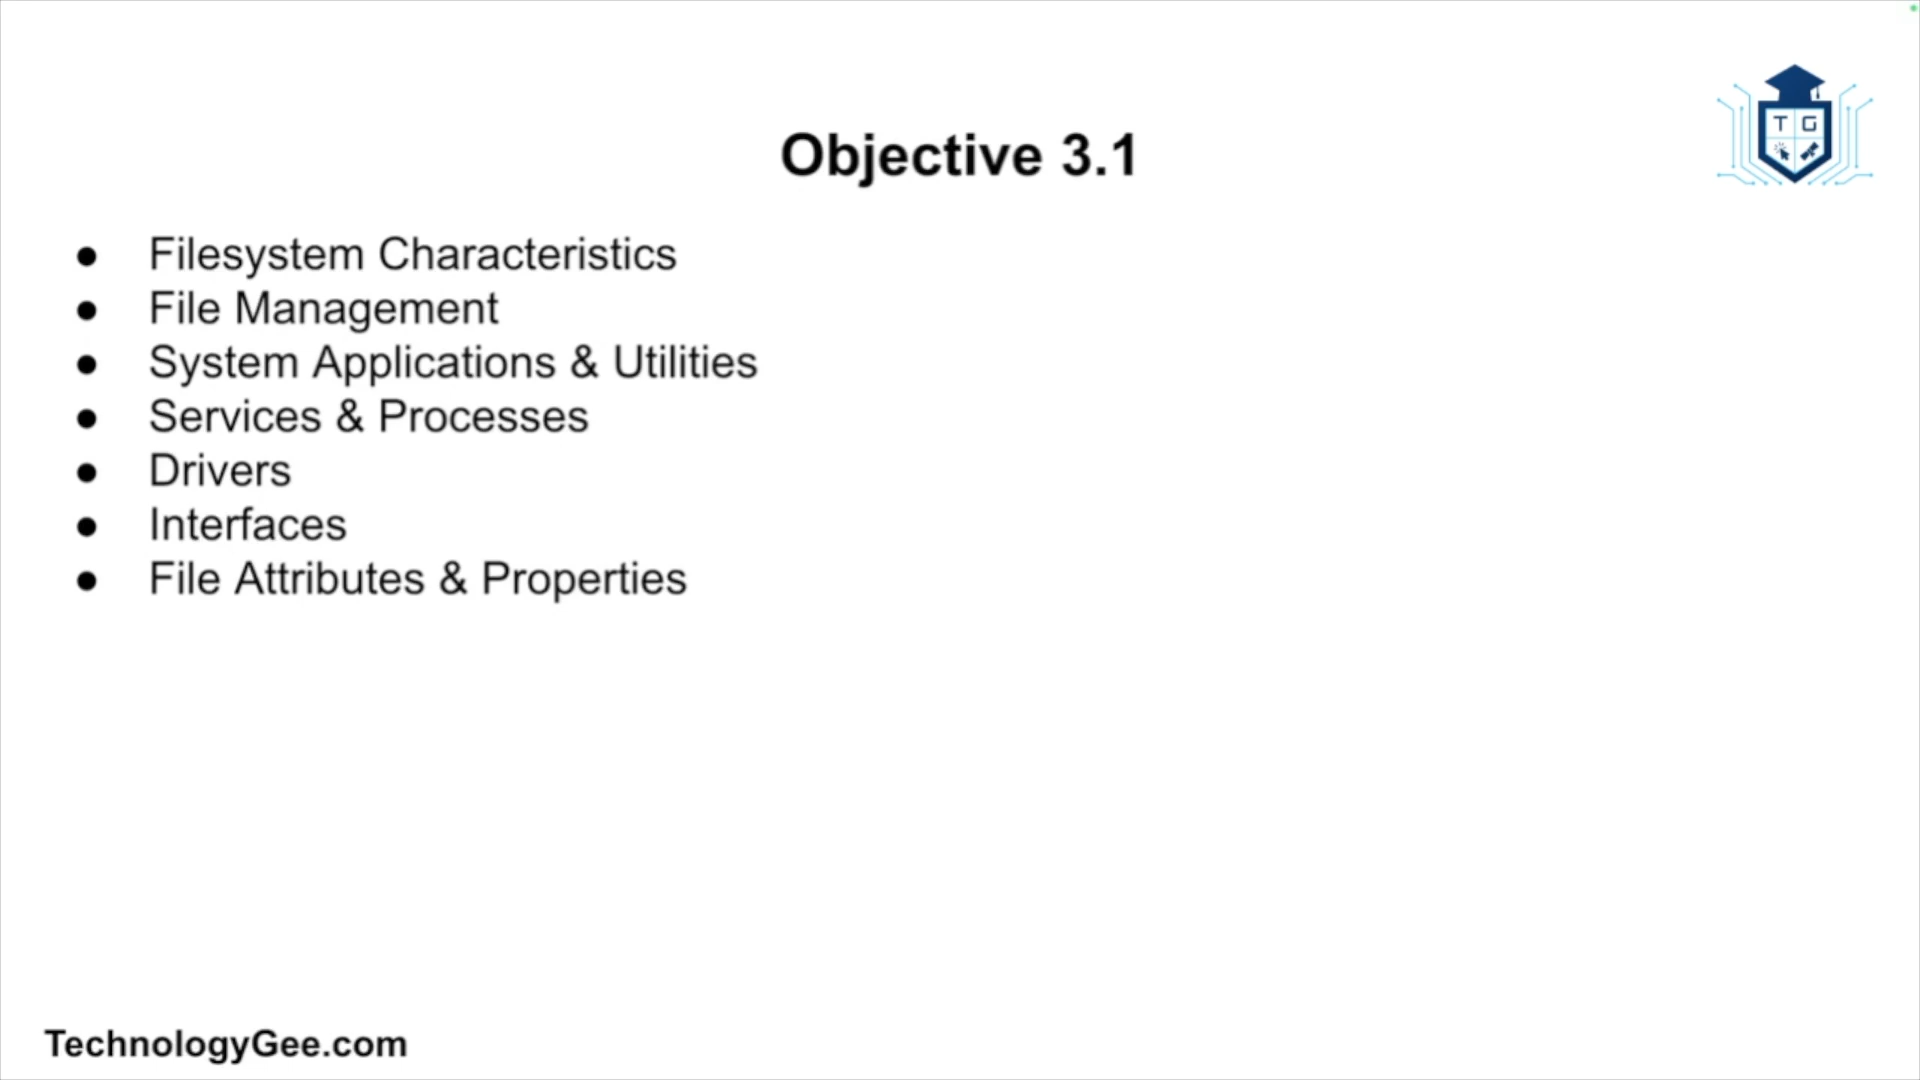 T G
Objective 3.1
● Filesystem Characteristics
● File Management
● System Applications & Utilities
● Services & Processes
● Drivers
● Interfaces
● File Attributes & Properties
TechnologyGee.com